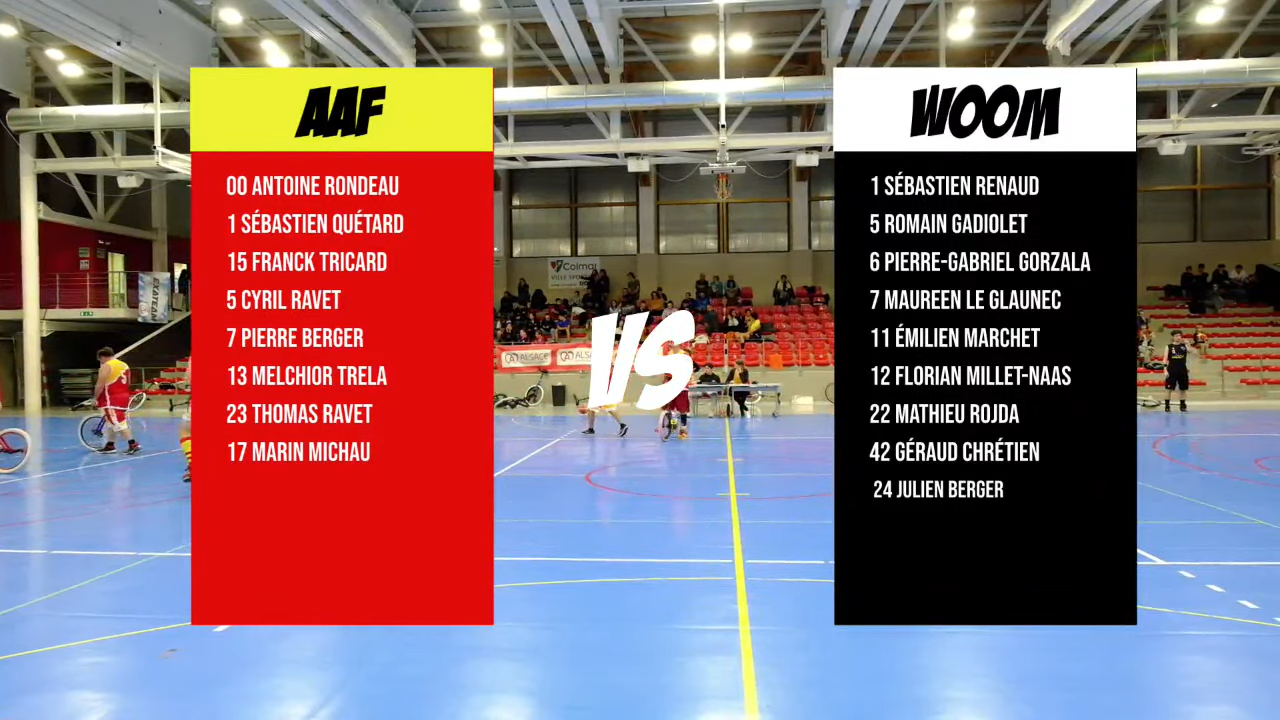 AAF
00 ANTOINE RONDEAU
1 SÉBASTIEN QUÉTARD
15 FRANCK TRICARD
5 CYRIL RAVET
7 PIERRE BERGER
13 MELCHIOR TRELA
23 THOMAS RAVET
17 MARIN MICHAU
VS
WOOM
1 SÉBASTIEN RENAUD
5 ROMAIN GADIOLET
6 PIERRE-GABRIEL GORZALA
7 MAUREEN LE GLAUNEC
11 ÉMILIEN MARCHET
12 FLORIAN MILLET-NAAS
22 MATHIEU ROJDA
42 GÉRAUD CHRÉTIEN
24 JULIEN BERGER
Colmar
ALSACE